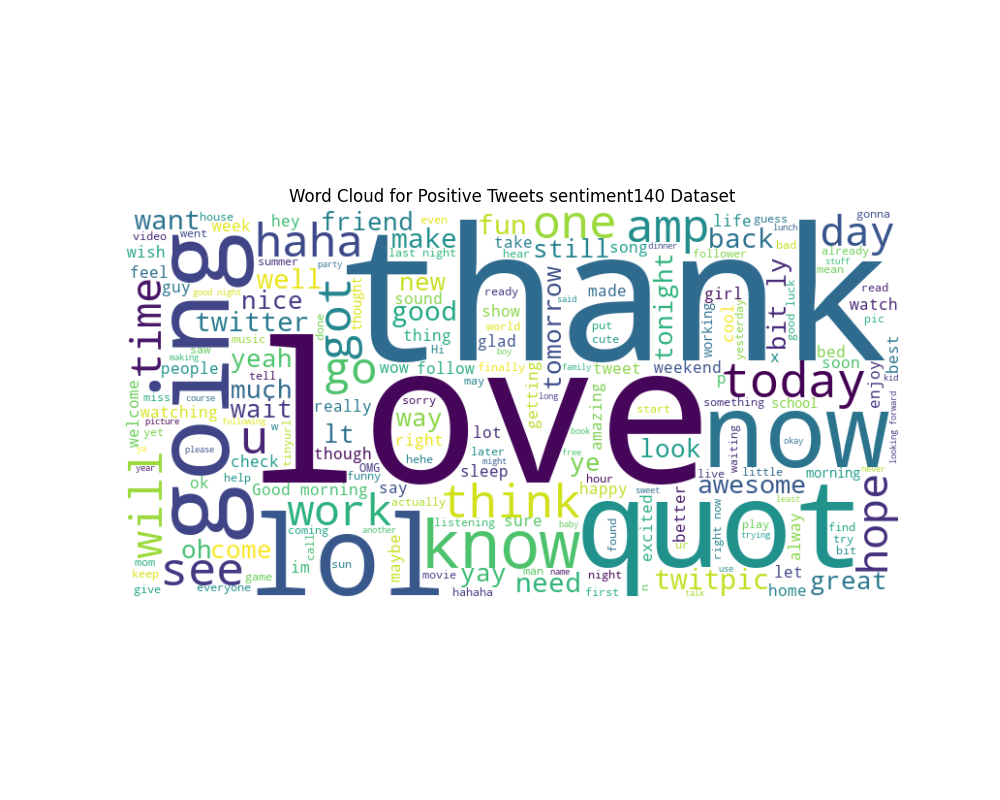 Word Cloud for Positive Tweets sentiment140 Dataset
want
house
week
hey
friend
even
fun
one
amp
life
guess
lunch
gonna
video
went
haha
make
take
still
song
dinner
back
bad
day
wish
summer
party
last night
hear
follower
already
stuff
feel
well
thank
mean
guy
good night
nice
got
thought
new
sound
ready
made
tonight
girl
bit ly
good luck
read
watch
time
going
twitter
done
good
show
world
said
tomorrow
put
cute
working
cool
yesterday
pic
saw
music
thing
Hi
glad
boy
making
people
yeah
go
wow
follow
finally
family
tweet
weekend
x
bed
soon
best
tell
may
getting
long
p
today
enjoy
kid
miss
course
much
love
welcome
watching
following
wait
really
sorry
way
amazing
start
something
school
looking forward
picture
w
tinyurl
lt
right
lot
book
now
okay
yet
u
please
though
hehe
later
might
free
look
waiting
ya
check
OMG
sleep
ye
live
little
morning
never
year
help
funny
hour
will
ok
Good morning
say
actually
think
happy
sweet
better
awesome
least
hope
work
know
listening
sure
baby
quot
found
excited
right now
play
trying
alway
find
try
bit
coming
another
lol
oh
come
call
maybe
mom
see
im
sun
movie
yay
man
name
night
twitpic
use
let
great
keep
game
give
everyone
hahaha
need
first
n
talk
home